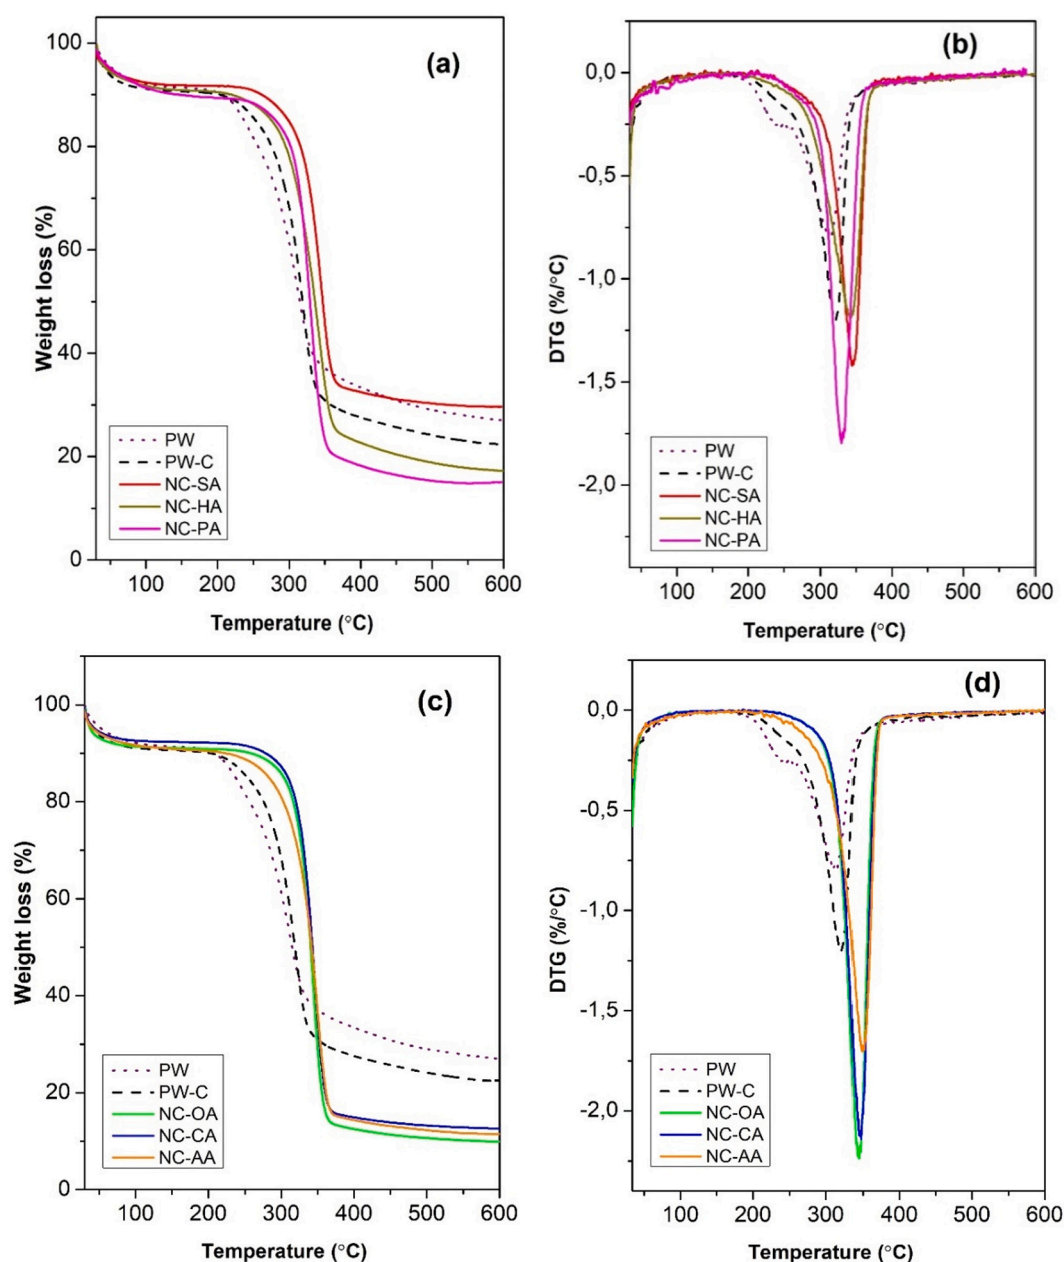 (a)
100
80
60
40
20
0
Weight loss (%)
PW
PW-C
NC-SA
NC-HA
NC-PA
100 200 300 400 500 600
Temperature (°C)
(b)
0,0
-0,5
-1,0
-1,5
-2,0
DTG (%/°C)
PW
PW-C
NC-SA
NC-HA
NC-PA
100 200 300 400 500 600
Temperature (°C)
(c)
100
80
60
40
20
0
Weight loss (%)
PW
PW-C
NC-OA
NC-CA
NC-AA
100 200 300 400 500 600
Temperature (°C)
(d)
0,0
-0,5
-1,0
-1,5
-2,0
DTG (%/°C)
PW
PW-C
NC-OA
NC-CA
NC-AA
100 200 300 400 500 600
Temperature (°C)